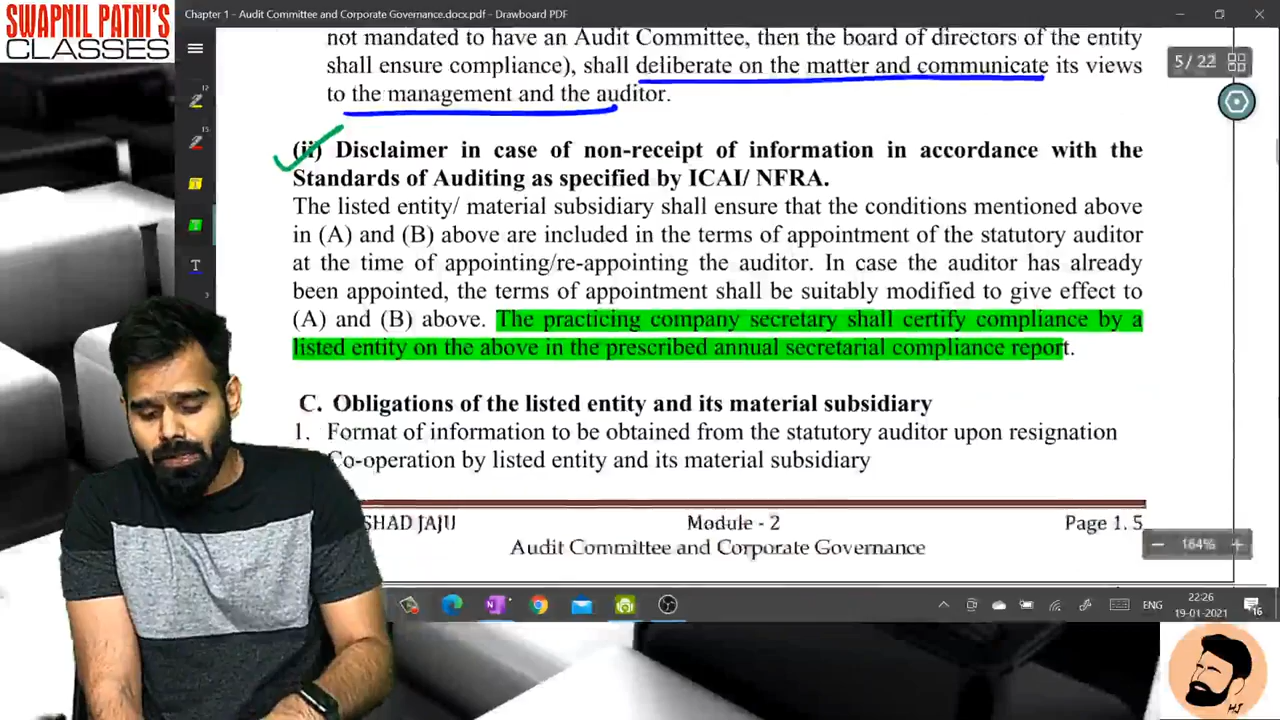 SWAPNIL PATNI'S
CLASSES
Chapter 1 - Audit Committee and Corporate Governance.docx.pdf - Drawboard PDF
not mandated to have an Audit Committee, then the board of directors of the entity
shall ensure compliance), shall deliberate on the matter and communicate its views
to the management and the auditor.
5 / 22
(ii) Disclaimer in case of non-receipt of information in accordance with the
Standards of Auditing as specified by ICAI/ NFRA.
The listed entity/ material subsidiary shall ensure that the conditions mentioned above
in (A) and (B) above are included in the terms of appointment of the statutory auditor
at the time of appointing/re-appointing the auditor. In case the auditor has already
been appointed, the terms of appointment shall be suitably modified to give effect to
(A) and (B) above. The practicing company secretary shall certify compliance by a
listed entity on the above in the prescribed annual secretarial compliance report.
C. Obligations of the listed entity and its material subsidiary
1. Format of information to be obtained from the statutory auditor upon resignation
Co-operation by listed entity and its material subsidiary
SHAD JAJU Module - 2 Page 1. 5
Audit Committee and Corporate Governance
164%
ENG
22:26
19-01-2021
16
HJ